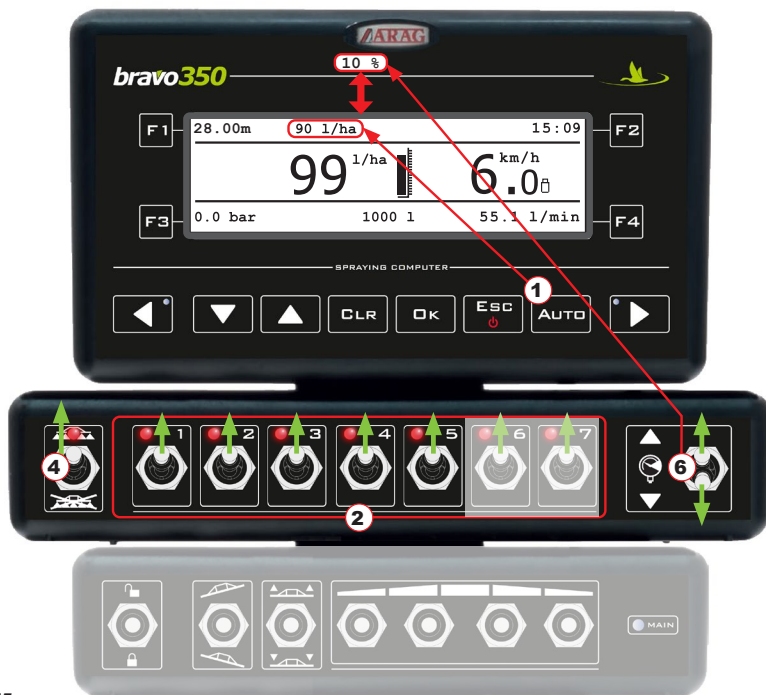 ARAG
bravo350
10 %
F1
F2
28.00m 90 l/ha 15:09
99 l/ha 6.0 km/h
F3
F4
0.0 bar 1000 l 55.1 l/min
SPRAYING COMPUTER
CLR OK ESC AUTO
1
1 2 3 4 5 6 7
4
6
2
MAIN